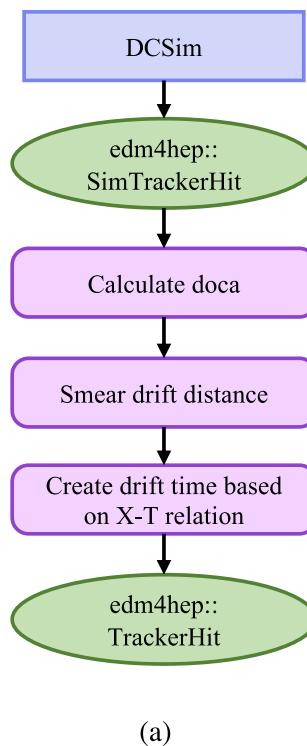 DCSim
edm4hep::
SimTrackerHit
Calculate doca
Smear drift distance
Create drift time based
on X-T relation
edm4hep::
TrackerHit
(a)